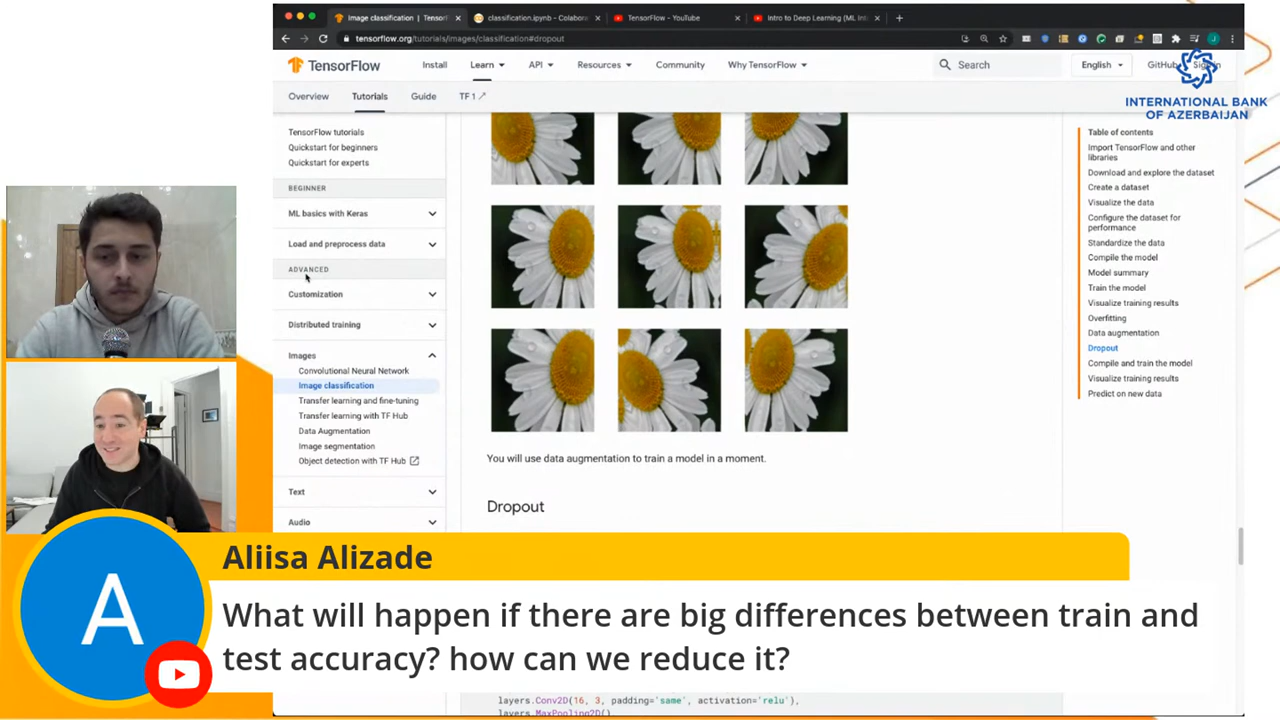 Image classification | TensorF
classification.ipynb - Colabora
TensorFlow - YouTube
Intro to Deep Learning (ML Int
tensorflow.org/tutorials/images/classification#dropout
TensorFlow
Install
Learn
API
Resources
Community
Why TensorFlow
Search
English
GitHub
INTERNATIONAL BANK
OF AZERBAIJAN
Overview
Tutorials
Guide
TF 1
TensorFlow tutorials
Quickstart for beginners
Quickstart for experts
BEGINNER
ML basics with Keras
Load and preprocess data
ADVANCED
Customization
Distributed training
Images
Convolutional Neural Network
Image classification
Transfer learning and fine-tuning
Transfer learning with TF Hub
Data Augmentation
Image segmentation
Object detection with TF Hub
Text
Audio
You will use data augmentation to train a model in a moment.
Dropout
Table of contents
Import TensorFlow and other
libraries
Download and explore the dataset
Create a dataset
Visualize the data
Configure the dataset for
performance
Standardize the data
Compile the model
Model summary
Train the model
Visualize training results
Overfitting
Data augmentation
Dropout
Compile and train the model
Visualize training results
Predict on new data
A
Aliisa Alizade
What will happen if there are big differences between train and
test accuracy? how can we reduce it?
layers.Conv2D(16, 3, padding='same', activation='relu'),
layers.MaxPooling2D()